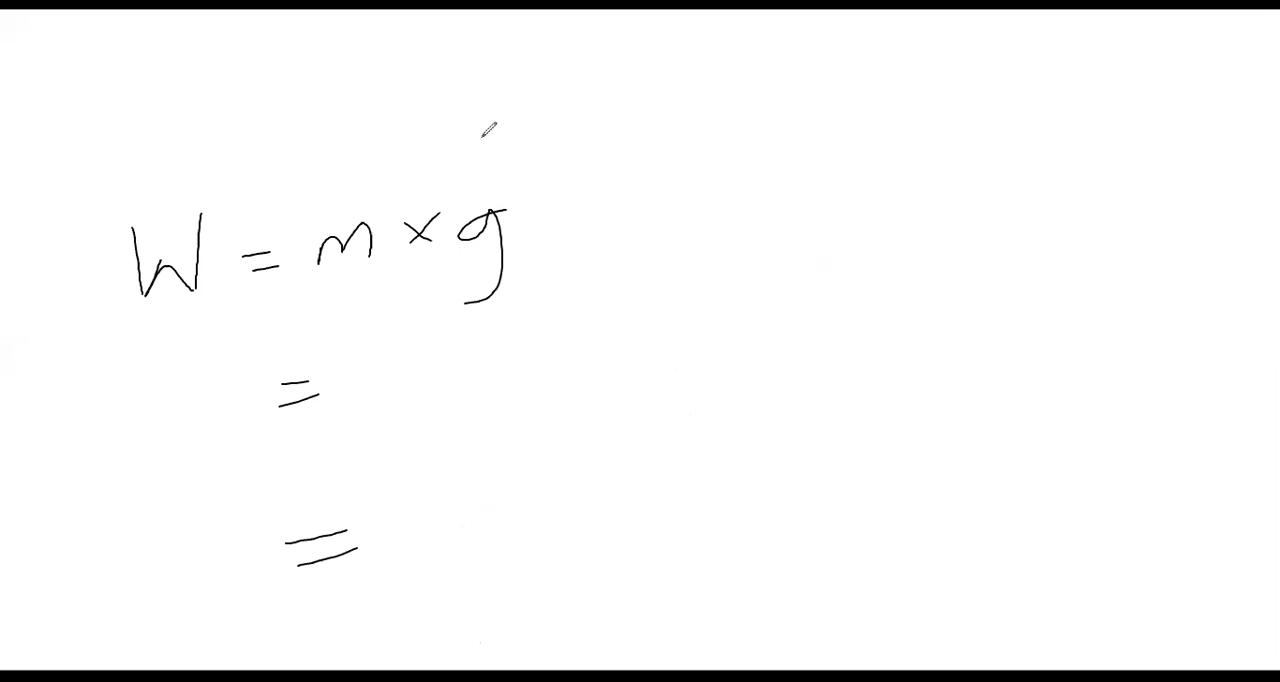 W = m × g
=
=